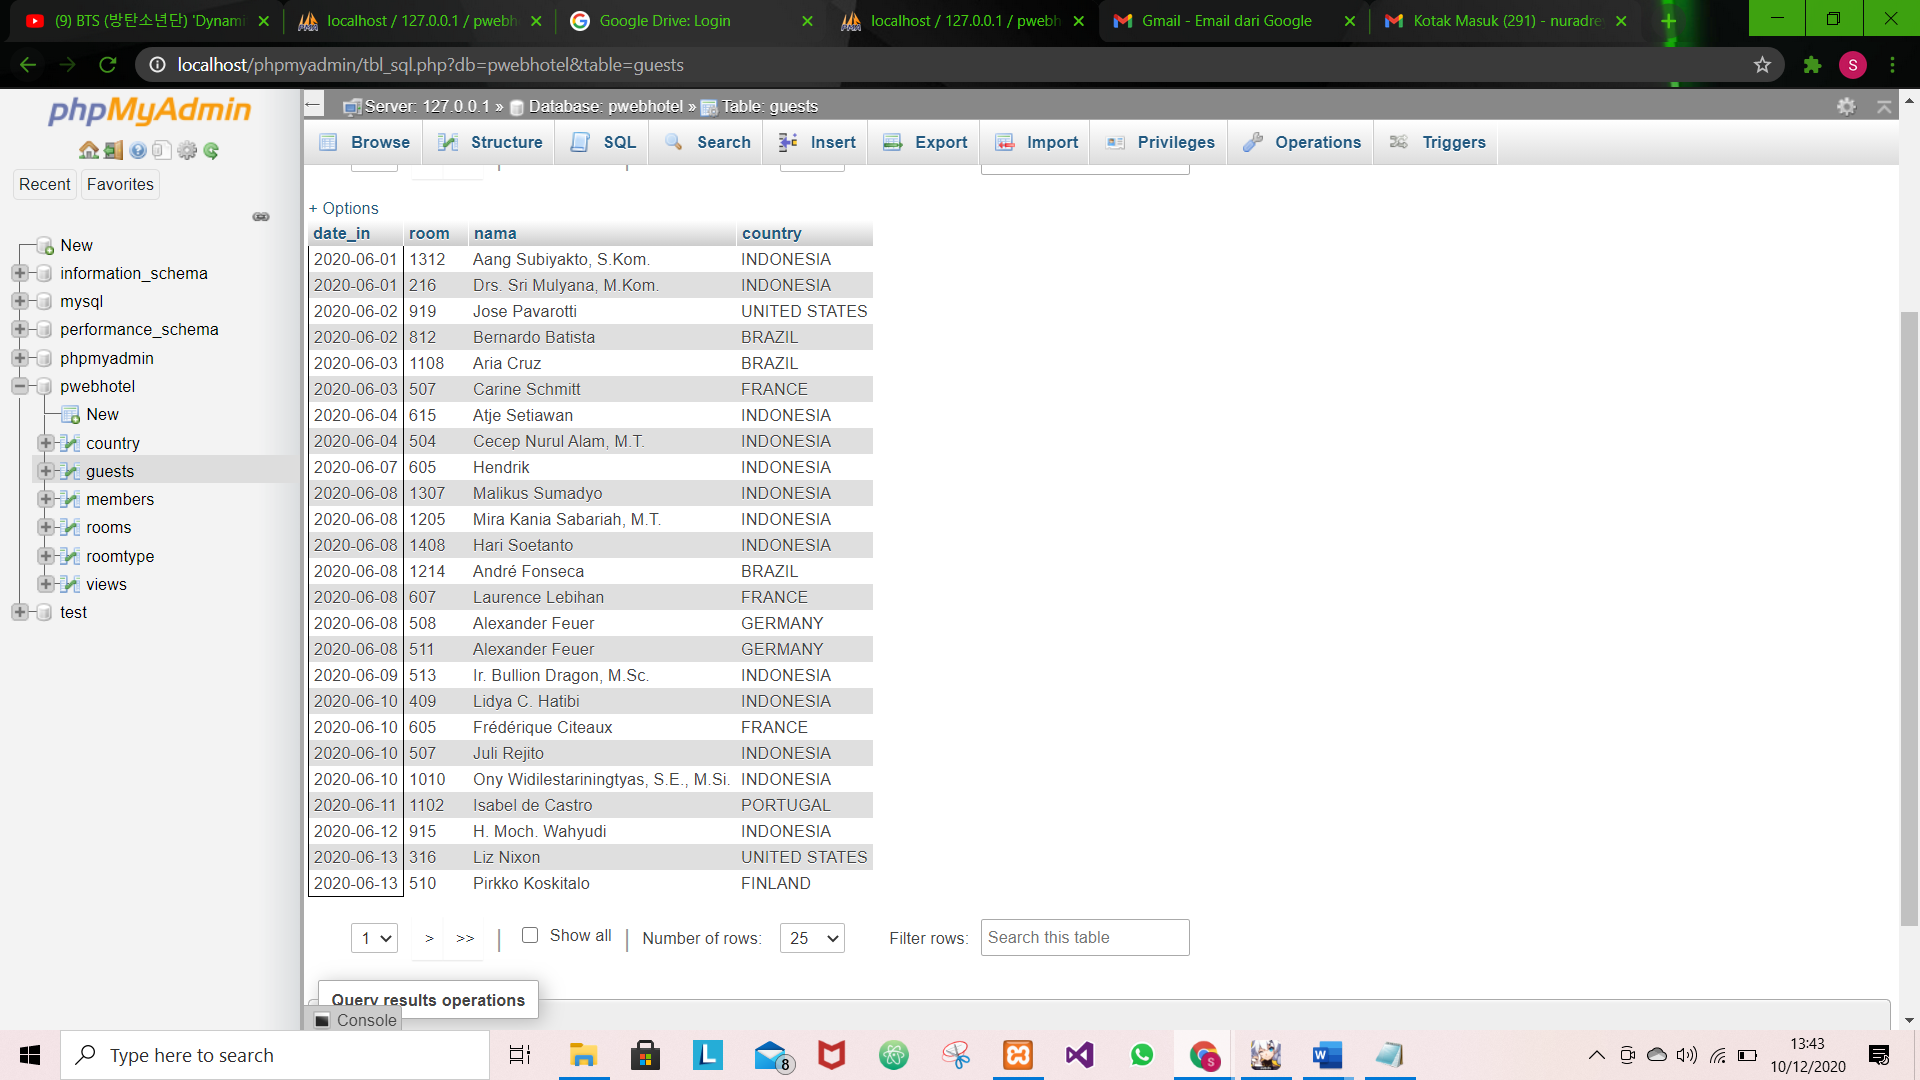 (9) BTS (방탄소년단) 'Dynami
localhost / 127.0.0.1 / pwebh
Google Drive: Login
localhost / 127.0.0.1 / pwebh
Gmail - Email dari Google
Kotak Masuk (291) - nuradre
localhost/phpmyadmin/tbl_sql.php?db=pwebhotel&table=guests
S
phpMyAdmin
Recent
Favorites
New
information_schema
mysql
performance_schema
phpmyadmin
pwebhotel
New
country
guests
members
rooms
roomtype
views
test
Server: 127.0.0.1 » Database: pwebhotel » Table: guests
Browse Structure SQL Search Insert Export Import Privileges Operations Triggers
+ Options
date_in room nama country
2020-06-01 1312 Aang Subiyakto, S.Kom. INDONESIA
2020-06-01 216 Drs. Sri Mulyana, M.Kom. INDONESIA
2020-06-02 919 Jose Pavarotti UNITED STATES
2020-06-02 812 Bernardo Batista BRAZIL
2020-06-03 1108 Aria Cruz BRAZIL
2020-06-03 507 Carine Schmitt FRANCE
2020-06-04 615 Atje Setiawan INDONESIA
2020-06-04 504 Cecep Nurul Alam, M.T. INDONESIA
2020-06-07 605 Hendrik INDONESIA
2020-06-08 1307 Malikus Sumadyo INDONESIA
2020-06-08 1205 Mira Kania Sabariah, M.T. INDONESIA
2020-06-08 1408 Hari Soetanto INDONESIA
2020-06-08 1214 André Fonseca BRAZIL
2020-06-08 607 Laurence Lebihan FRANCE
2020-06-08 508 Alexander Feuer GERMANY
2020-06-08 511 Alexander Feuer GERMANY
2020-06-09 513 Ir. Bullion Dragon, M.Sc. INDONESIA
2020-06-10 409 Lidya C. Hatibi INDONESIA
2020-06-10 605 Frédérique Citeaux FRANCE
2020-06-10 507 Juli Rejito INDONESIA
2020-06-10 1010 Ony Widilestariningtyas, S.E., M.Si. INDONESIA
2020-06-11 1102 Isabel de Castro PORTUGAL
2020-06-12 915 H. Moch. Wahyudi INDONESIA
2020-06-13 316 Liz Nixon UNITED STATES
2020-06-13 510 Pirkko Koskitalo FINLAND
1 > >> | Show all | Number of rows: 25 Filter rows: Search this table
Query results operations
Console
Type here to search
8
13:43
10/12/2020